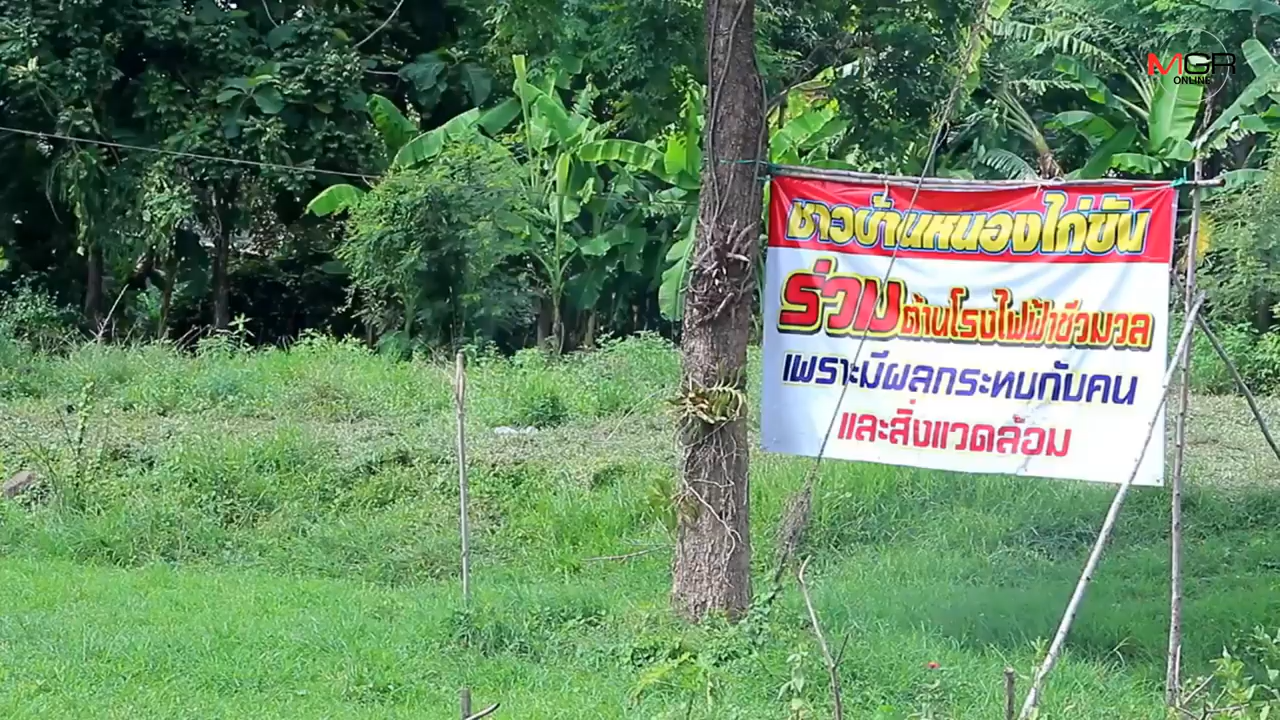 MGR
ONLINE
ชาวบ้านหนองไก่ขัน
ร่วมต้านโรงไฟฟ้าชีวมวล
เพราะมีผลกระทบกับคน
และสิ่งแวดล้อม